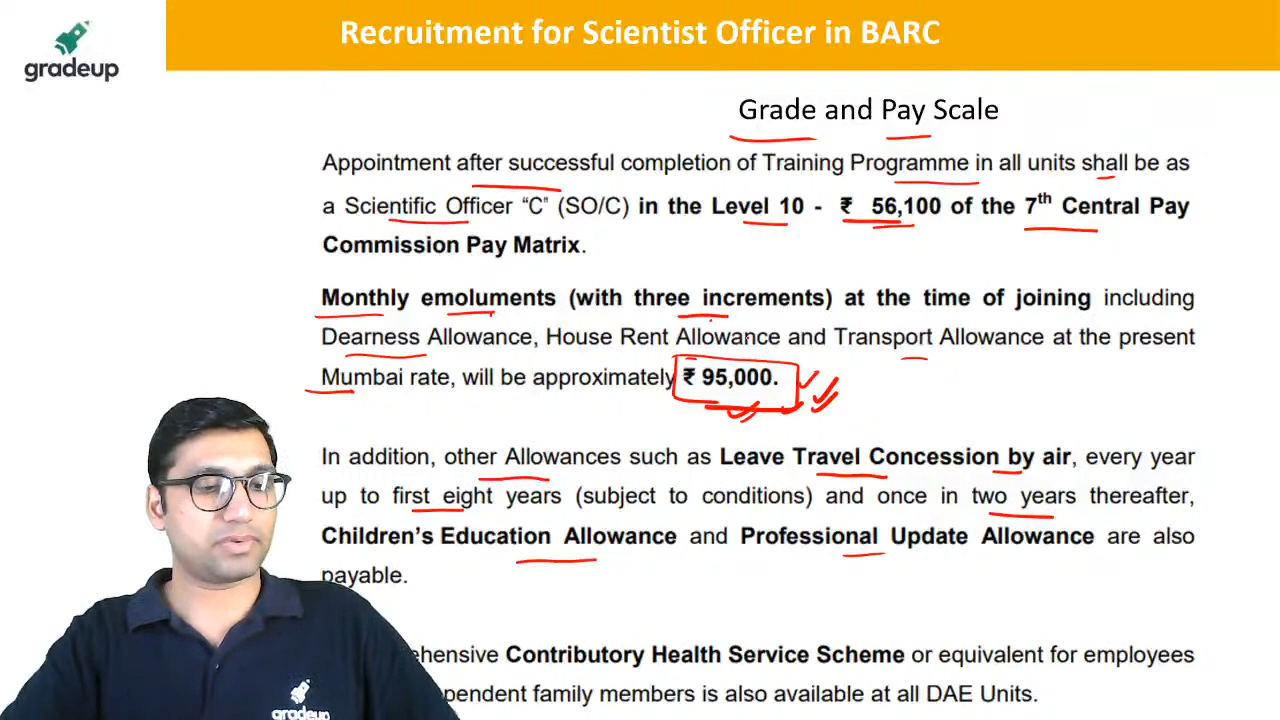 Recruitment for Scientist Officer in BARC
gradeup
Grade and Pay Scale
Appointment after successful completion of Training Programme in all units shall be as
a Scientific Officer “C” (SO/C) in the Level 10 - ₹ 56,100 of the 7th Central Pay
Commission Pay Matrix.
Monthly emoluments (with three increments) at the time of joining including
Dearness Allowance, House Rent Allowance and Transport Allowance at the present
Mumbai rate, will be approximately ₹ 95,000.
In addition, other Allowances such as Leave Travel Concession by air, every year
up to first eight years (subject to conditions) and once in two years thereafter,
Children’s Education Allowance and Professional Update Allowance are also
payable.
Contributory Health Service Scheme or equivalent for employees
family members is also available at all DAE Units.
gradeup